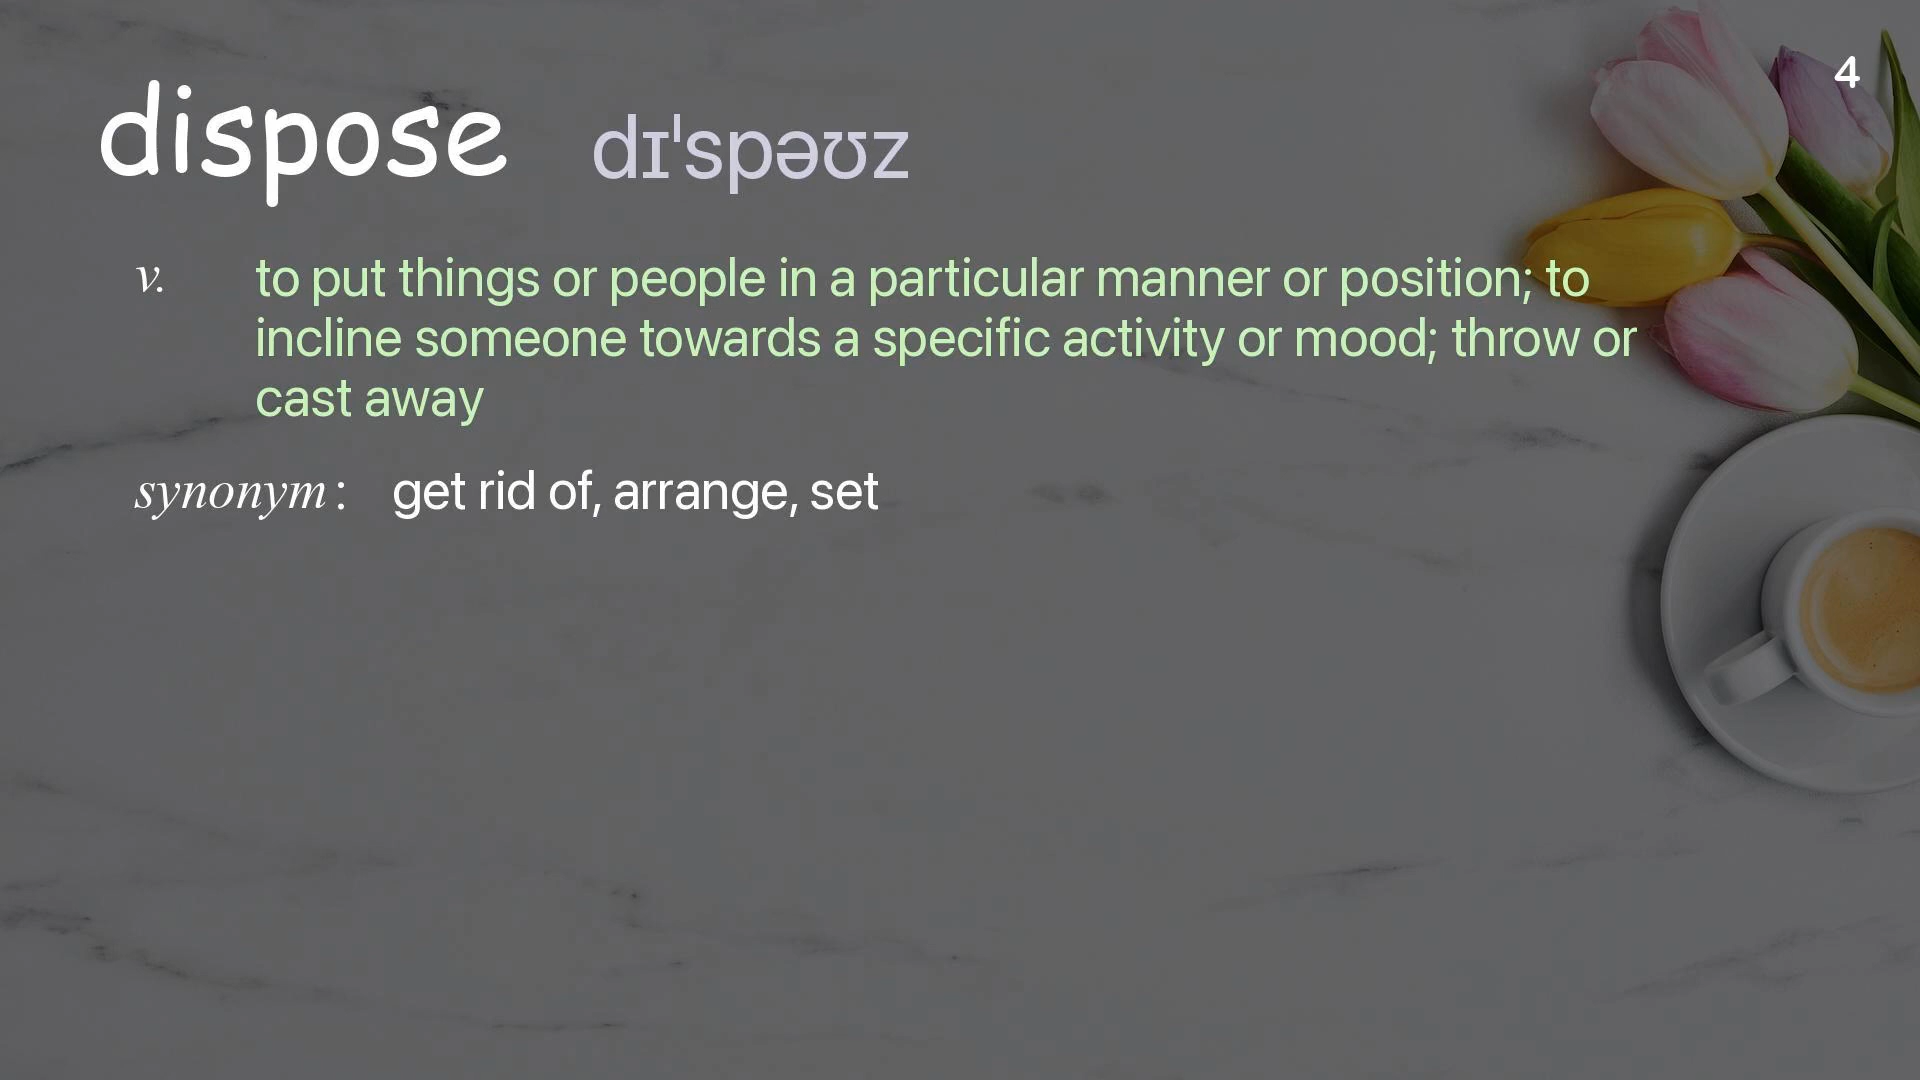 4
dispose dɪˈspəʊz
v. to put things or people in a particular manner or position; to
incline someone towards a specific activity or mood; throw or
cast away
synonym : get rid of, arrange, set